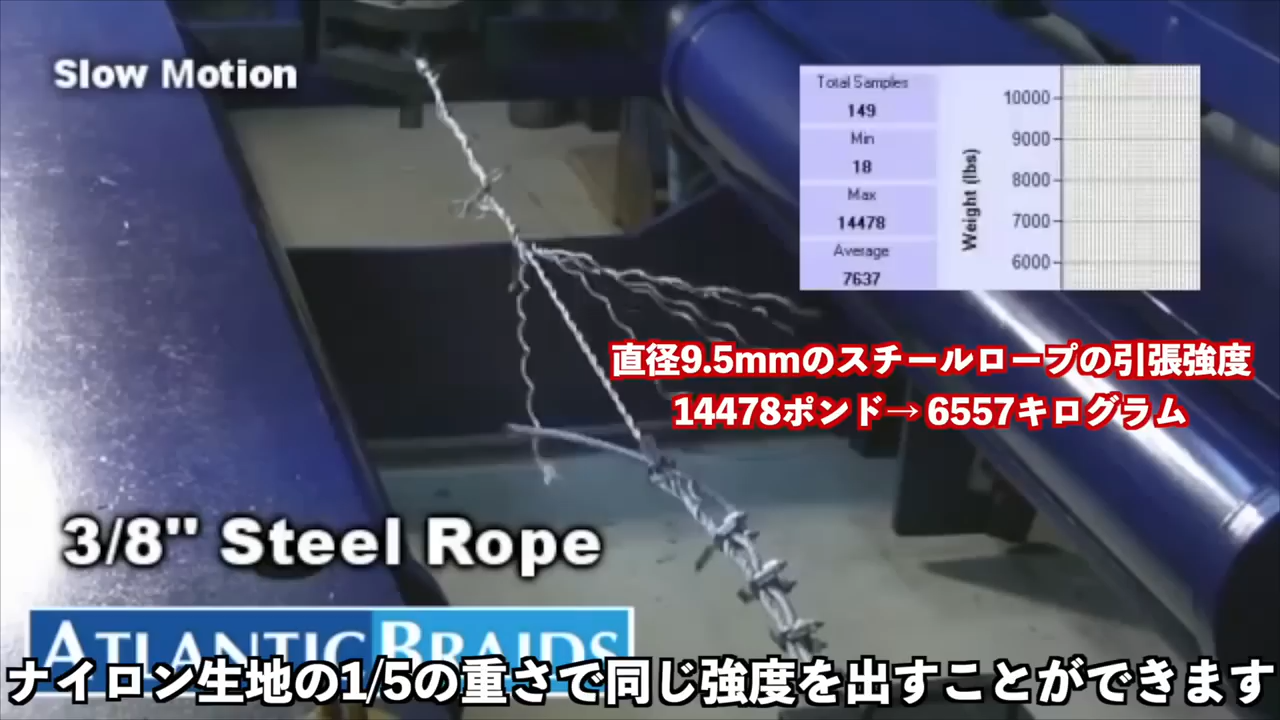 Slow Motion
Total Samples
149
Min
18
Max
14478
Average
7637
Weight (lbs)
10000
9000
8000
7000
6000
直径9.5mmのスチールロープの引張強度
14478ポンド→6557キログラム
3/8" Steel Rope
ATLANTIC BRAIDS
ナイロン生地の1/5の重さで同じ強度を出すことができます